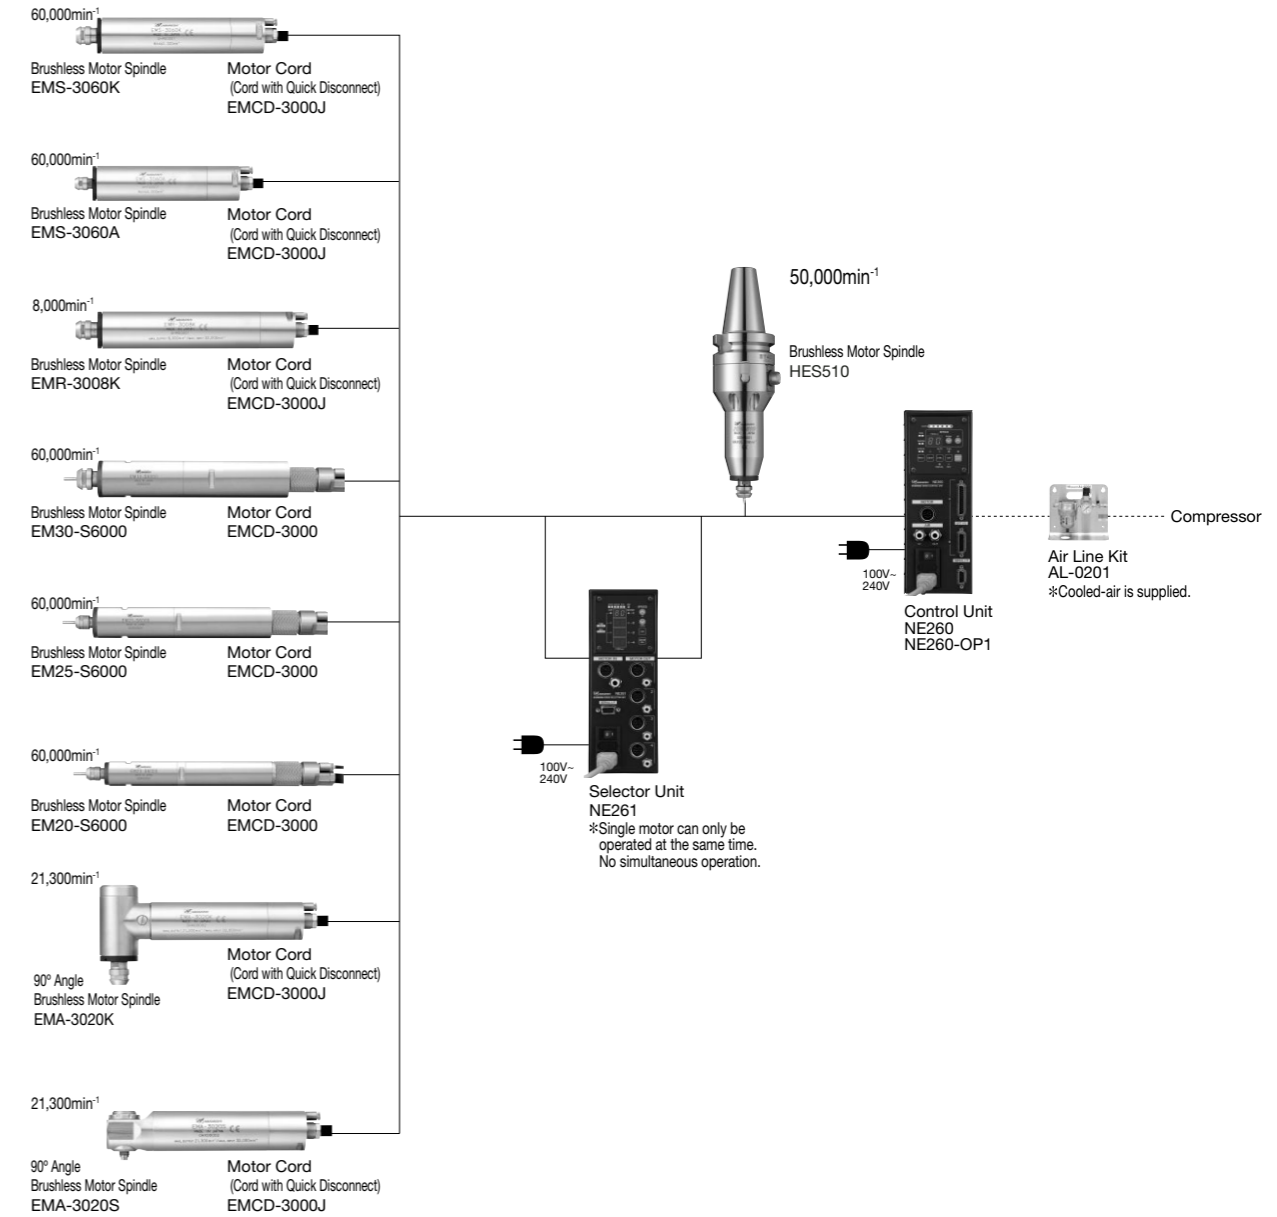 60,000min-1
Brushless Motor Spindle
EMS-3060K
Motor Cord
(Cord with Quick Disconnect)
EMCD-3000J
60,000min-1
Brushless Motor Spindle
EMS-3060A
Motor Cord
(Cord with Quick Disconnect)
EMCD-3000J
8,000min-1
Brushless Motor Spindle
EMR-3008K
Motor Cord
(Cord with Quick Disconnect)
EMCD-3000J
60,000min-1
Brushless Motor Spindle
EM30-S6000
Motor Cord
EMCD-3000
60,000min-1
Brushless Motor Spindle
EM25-S6000
Motor Cord
EMCD-3000
60,000min-1
Brushless Motor Spindle
EM20-S6000
Motor Cord
EMCD-3000
21,300min-1
90º Angle
Brushless Motor Spindle
EMA-3020K
Motor Cord
(Cord with Quick Disconnect)
EMCD-3000J
21,300min-1
90º Angle
Brushless Motor Spindle
EMA-3020S
Motor Cord
(Cord with Quick Disconnect)
EMCD-3000J
50,000min-1
Brushless Motor Spindle
HES510
100V~
240V
Selector Unit
NE261
*Single motor can only be
operated at the same time.
No simultaneous operation.
100V~
240V
Control Unit
NE260
NE260-OP1
Air Line Kit
AL-0201
*Cooled-air is supplied.
Compressor